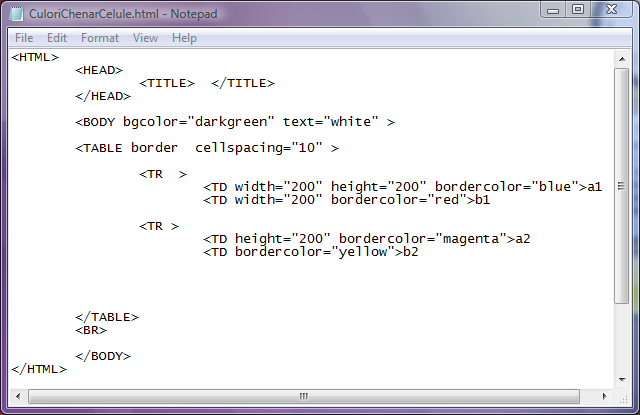 CuloriChenarCelule.html - Notepad
File Edit Format View Help
<HTML>
<HEAD>
<TITLE>  </TITLE>
</HEAD>
<BODY bgcolor="darkgreen" text="white" >
<TABLE border  cellspacing="10" >
<TR  >
<TD width="200" height="200" bordercolor="blue">a1
<TD width="200" bordercolor="red">b1
<TR >
<TD height="200" bordercolor="magenta">a2
<TD bordercolor="yellow">b2
</TABLE>
<BR>
</BODY>
</HTML>